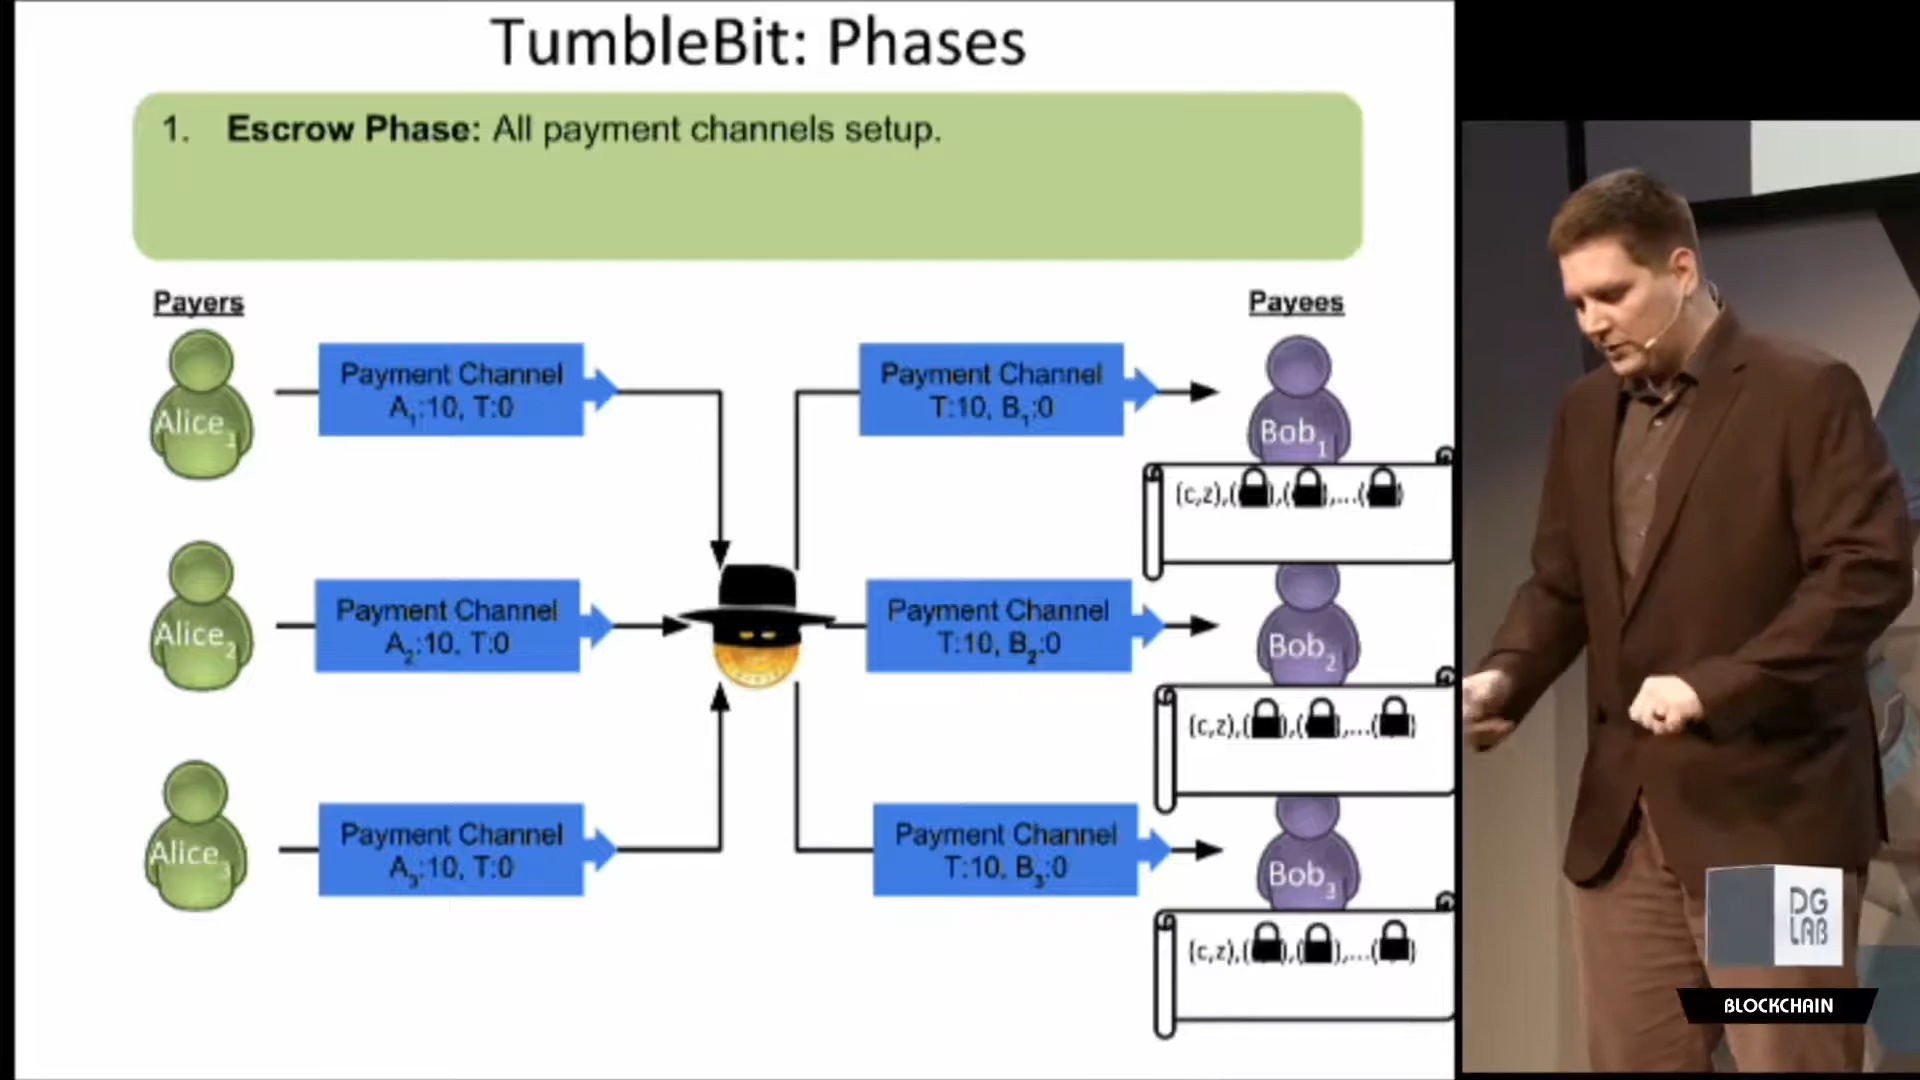 TumbleBit: Phases
1. Escrow Phase: All payment channels setup.
Payers
Payees
Alice1
Payment Channel
A1:10, T:0
Payment Channel
T:10, B1:0
Bob1
(c,z),( ),( ),...( )
Alice2
Payment Channel
A2:10, T:0
Payment Channel
T:10, B2:0
Bob2
(c,z),( ),( ),...( )
Alice3
Payment Channel
A3:10, T:0
Payment Channel
T:10, B3:0
Bob3
(c,z),( ),( ),...( )
DG
LAB
BLOCKCHAIN